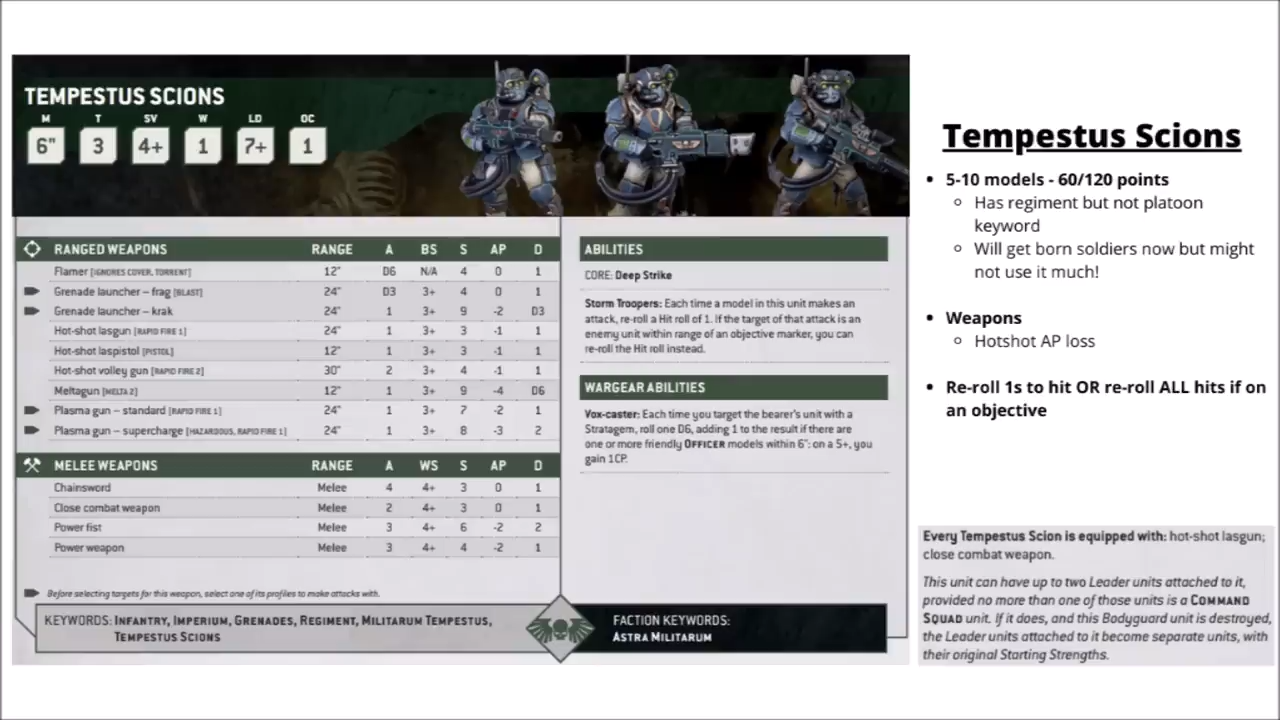 TEMPESTUS SCIONS
M T SV W LD OC
6" 3 4+ 1 7+ 1
RANGED WEAPONS RANGE A BS S AP D
Flamer [IGNORES COVER, TORRENT] 12" D6 N/A 4 0 1
Grenade launcher – frag [BLAST] 24" D3 3+ 4 0 1
Grenade launcher – krak 24" 1 3+ 9 -2 D3
Hot-shot lasgun [RAPID FIRE 1] 24" 1 3+ 3 -1 1
Hot-shot laspistol [PISTOL] 12" 1 3+ 3 -1 1
Hot-shot volley gun [RAPID FIRE 2] 30" 2 3+ 4 -1 1
Meltagun [MELTA 2] 12" 1 3+ 9 -4 D6
Plasma gun – standard [RAPID FIRE 1] 24" 1 3+ 7 -2 1
Plasma gun – supercharge [HAZARDOUS, RAPID FIRE 1] 24" 1 3+ 8 -3 2
MELEE WEAPONS RANGE A WS S AP D
Chainsword Melee 4 4+ 3 0 1
Close combat weapon Melee 2 4+ 3 0 1
Power fist Melee 3 4+ 6 -2 2
Power weapon Melee 3 4+ 4 -2 1
Before selecting targets for this weapon, select one of its profiles to make attacks with.
KEYWORDS: INFANTRY, IMPERIUM, GRENADES, REGIMENT, MILITARUM TEMPESTUS,
TEMPESTUS SCIONS
ABILITIES
CORE: Deep Strike
Storm Troopers: Each time a model in this unit makes an
attack, re-roll a Hit roll of 1. If the target of that attack is an
enemy unit within range of an objective marker, you can
re-roll the Hit roll instead.
WARGEAR ABILITIES
Vox-caster: Each time you target the bearer's unit with a
Stratagem, roll one D6, adding 1 to the result if there are
one or more friendly OFFICER models within 6": on a 5+, you
gain 1CP.
FACTION KEYWORDS:
ASTRA MILITARUM
Tempestus Scions
• 5-10 models - 60/120 points
○ Has regiment but not platoon
keyword
○ Will get born soldiers now but might
not use it much!
• Weapons
○ Hotshot AP loss
• Re-roll 1s to hit OR re-roll ALL hits if on
an objective
Every Tempestus Scion is equipped with: hot-shot lasgun;
close combat weapon.
This unit can have up to two Leader units attached to it,
provided no more than one of those units is a COMMAND
SQUAD unit. If it does, and this Bodyguard unit is destroyed,
the Leader units attached to it become separate units, with
their original Starting Strengths.